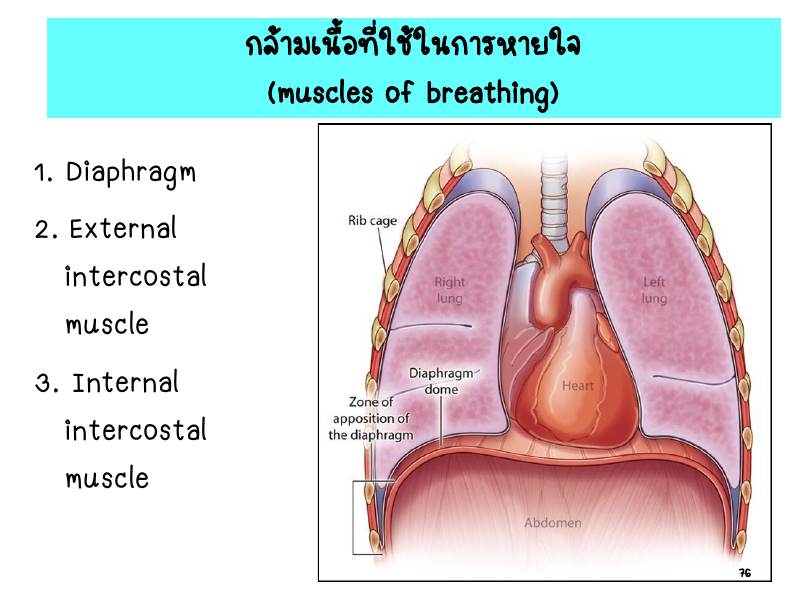 กล้ามเนื้อที่ใช้ในการหายใจ
(muscles of breathing)
1. Diaphragm
2. External
intercostal
muscle
3. Internal
intercostal
muscle
Rib cage
Right
lung
Left
lung
Diaphragm
dome
Heart
Zone of
apposition of
the diaphragm
Abdomen
76